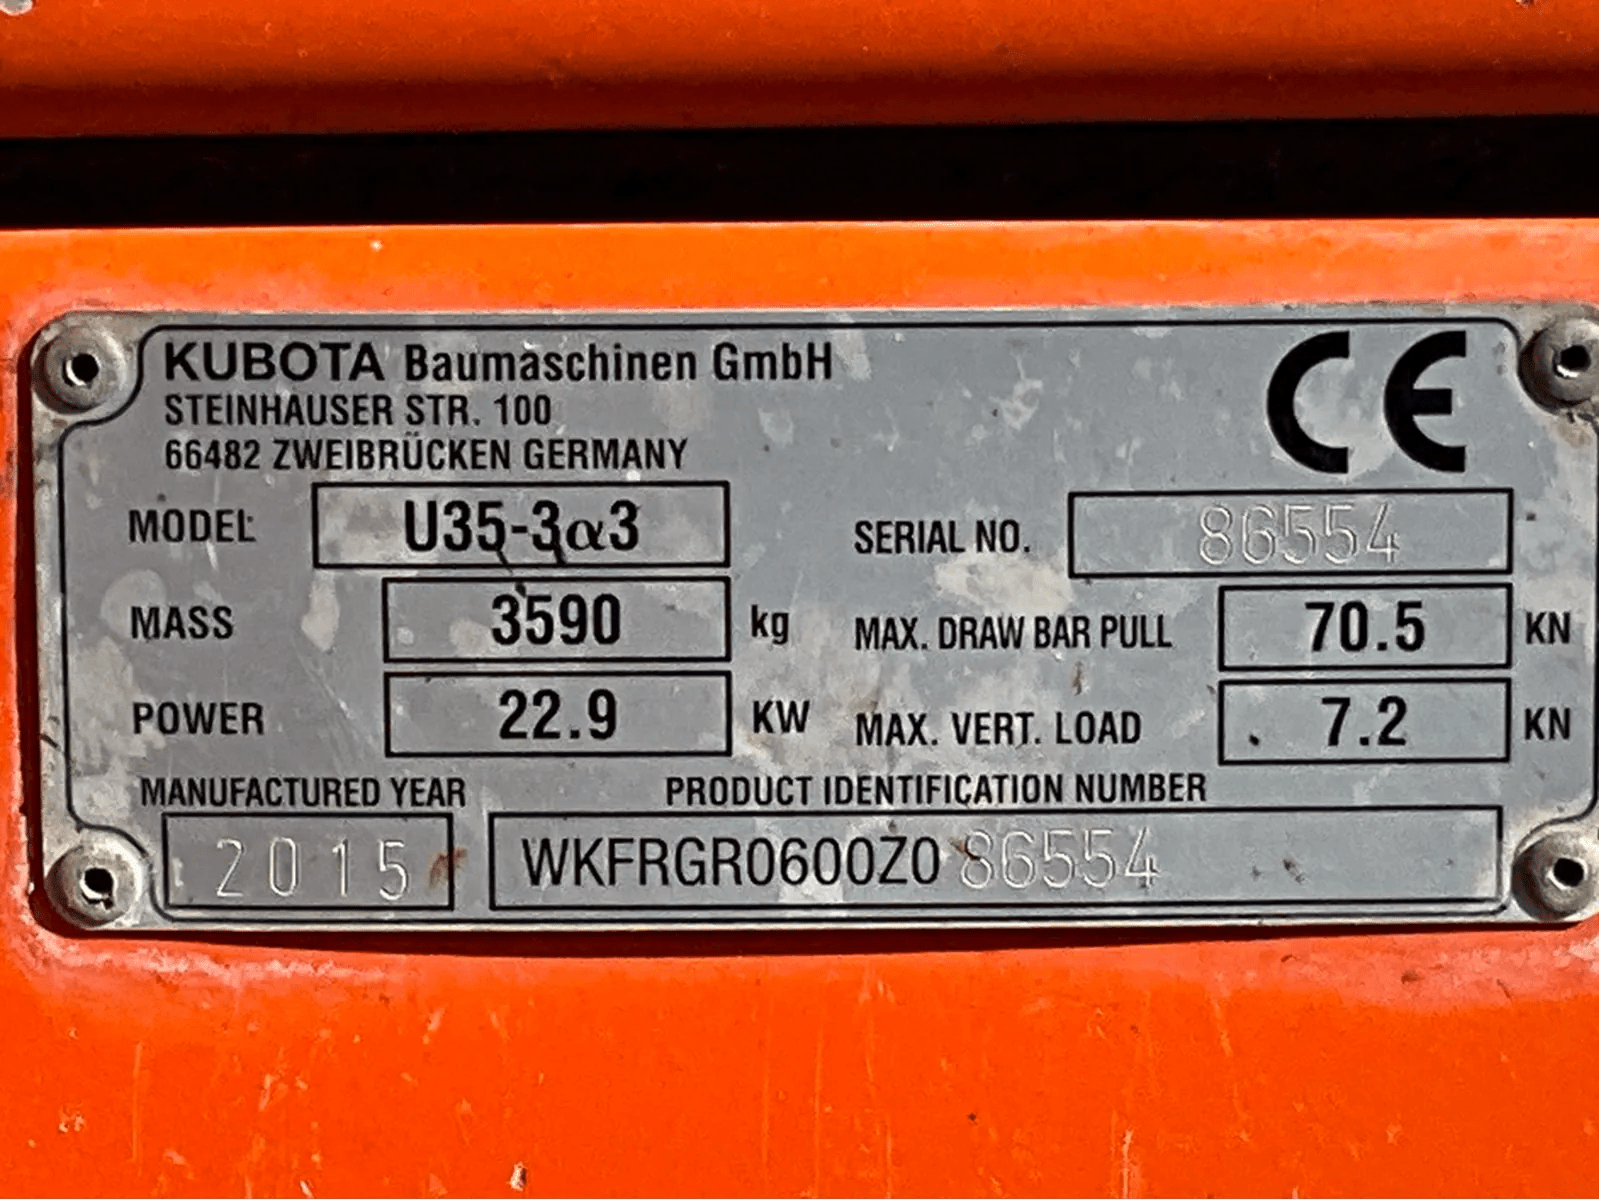 KUBOTA Baumaschinen GmbH
STEINHAUSER STR. 100
66482 ZWEIBRÜCKEN GERMANY
CE
MODEL U35-3α3 SERIAL NO. 86554
MASS 3590 kg MAX. DRAW BAR PULL 70.5 KN
POWER 22.9 KW MAX. VERT. LOAD 7.2 KN
MANUFACTURED YEAR PRODUCT IDENTIFICATION NUMBER
2015 WKFRGR0600Z086554